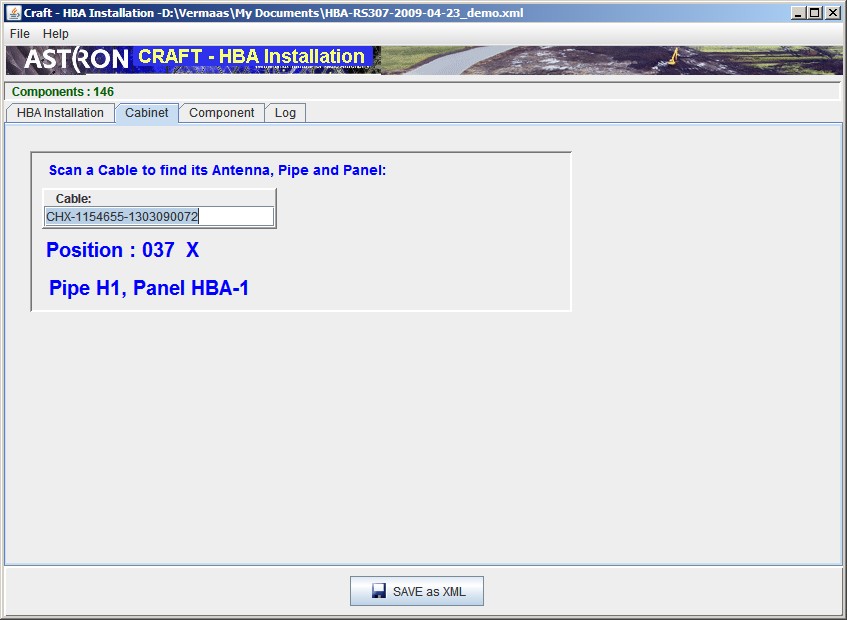 Craft - HBA Installation -D:\Vermaas\My Documents\HBA-RS307-2009-04-23_demo.xml
File Help
ASTRON CRAFT - HBA Installation
Components : 146
HBA Installation Cabinet Component Log
Scan a Cable to find its Antenna, Pipe and Panel:
Cable:
CHX-1154655-1303090072
Position : 037 X
Pipe H1, Panel HBA-1
SAVE as XML